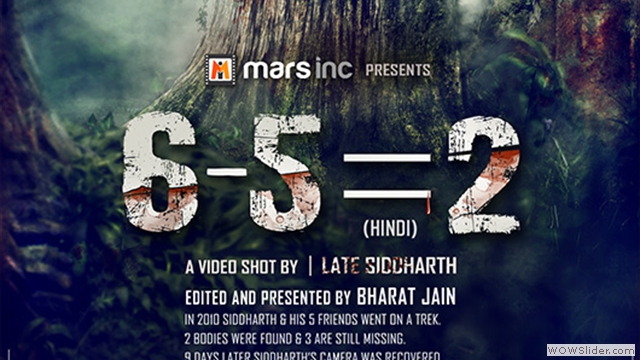 mars inc PRESENTS
6-5=2
(HINDI)
A VIDEO SHOT BY | LATE SIDDHARTH
EDITED AND PRESENTED BY BHARAT JAIN
IN 2010 SIDDHARTH & HIS 5 FRIENDS WENT ON A TREK.
2 BODIES WERE FOUND & 3 ARE STILL MISSING.
9 DAYS LATER SIDDHARTH'S CAMERA WAS RECOVERED
WOWSlider.com